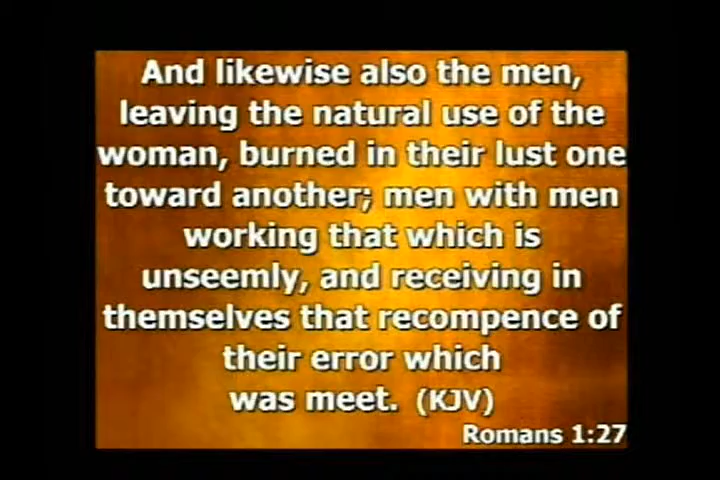 And likewise also the men,
leaving the natural use of the
woman, burned in their lust one
toward another; men with men
working that which is
unseemly, and receiving in
themselves that recompence of
their error which
was meet. (KJV)
Romans 1:27